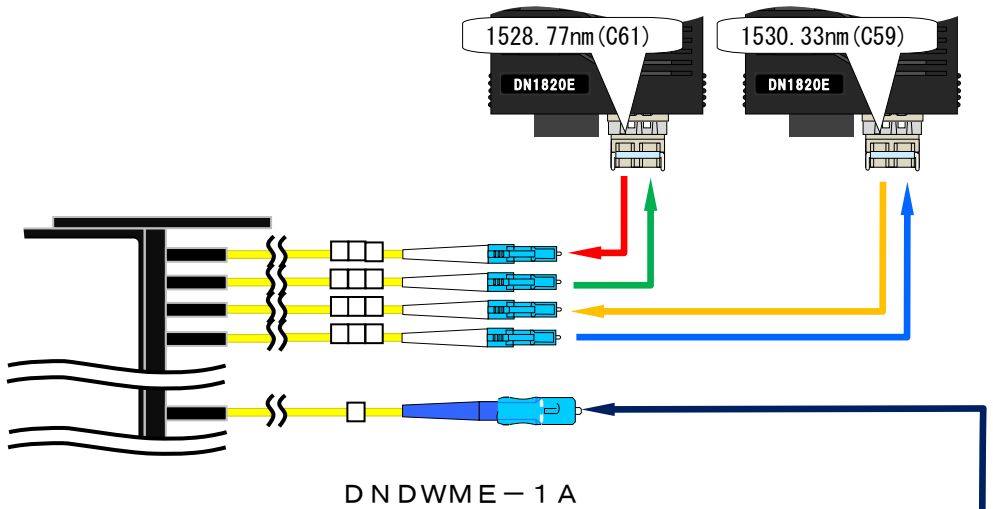 1528.77nm(C61)
1530.33nm(C59)
DN1820E
DN1820E
DNDWME-1A